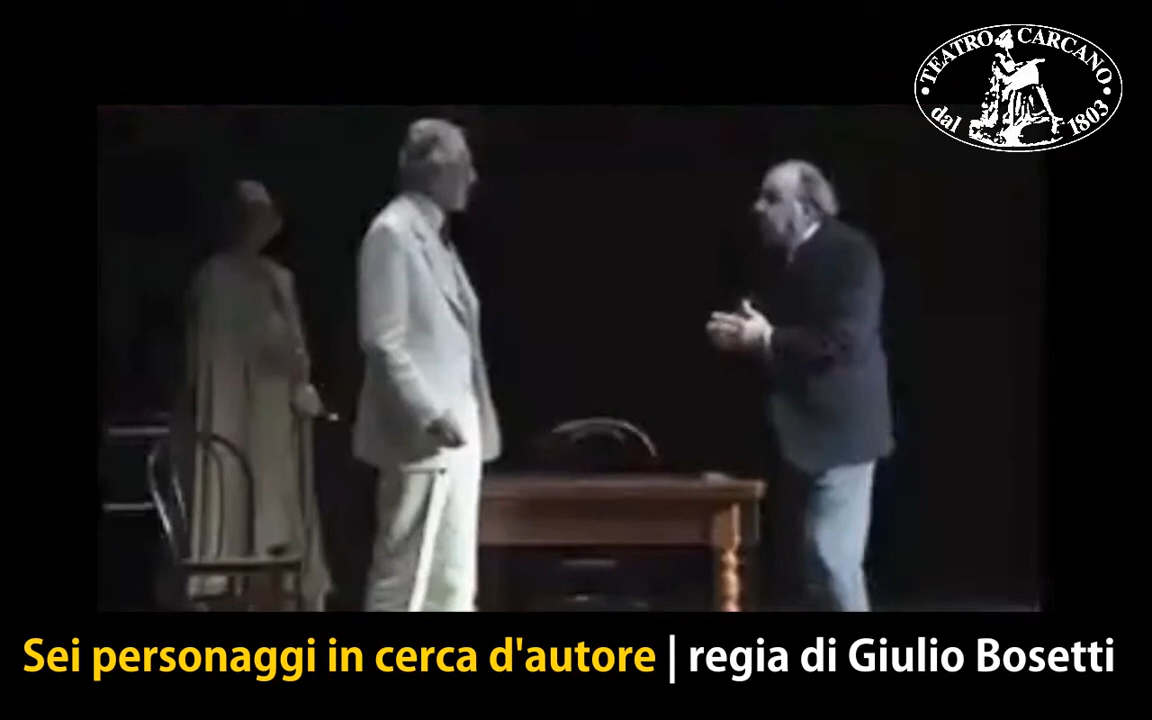 TEATRO CARCANO
dal 1803
Sei personaggi in cerca d'autore | regia di Giulio Bosetti